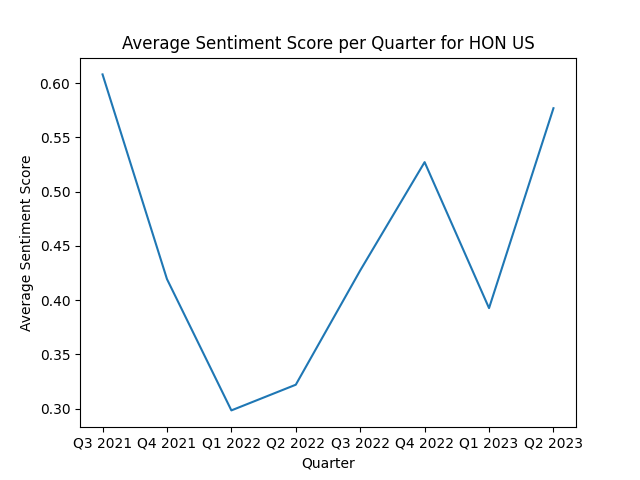 Average Sentiment Score per Quarter for HON US
Average Sentiment Score
0.60
0.55
0.50
0.45
0.40
0.35
0.30
Q3 2021 Q4 2021 Q1 2022 Q2 2022 Q3 2022 Q4 2022 Q1 2023 Q2 2023
Quarter